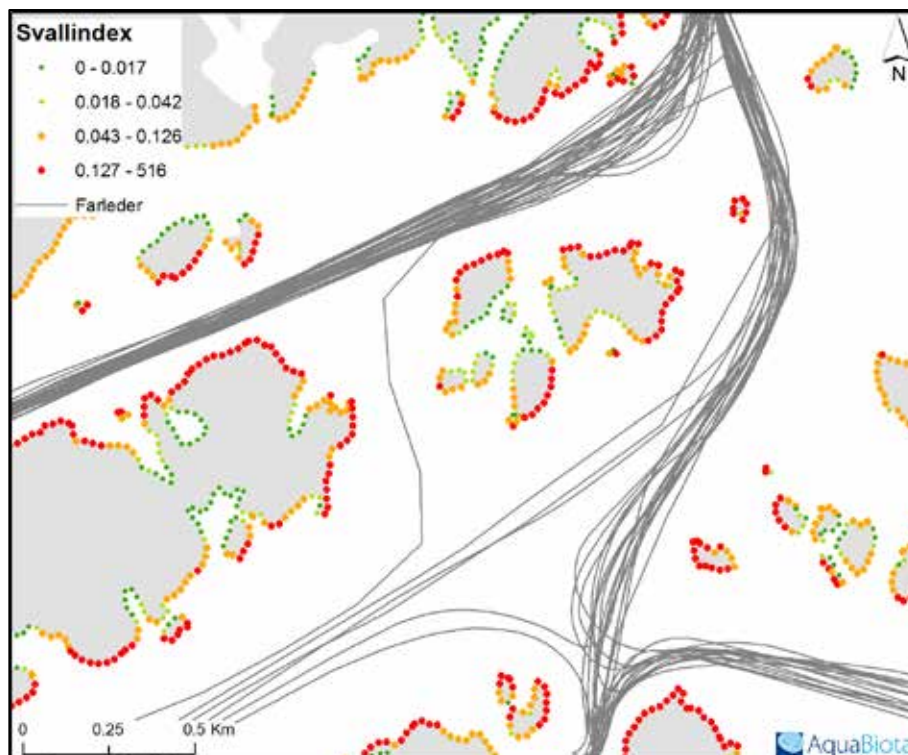 Svallindex
0 - 0.017
0.018 - 0.042
0.043 - 0.126
0.127 - 516
Farleder
N
0 0.25 0.5 Km
AquaBiota